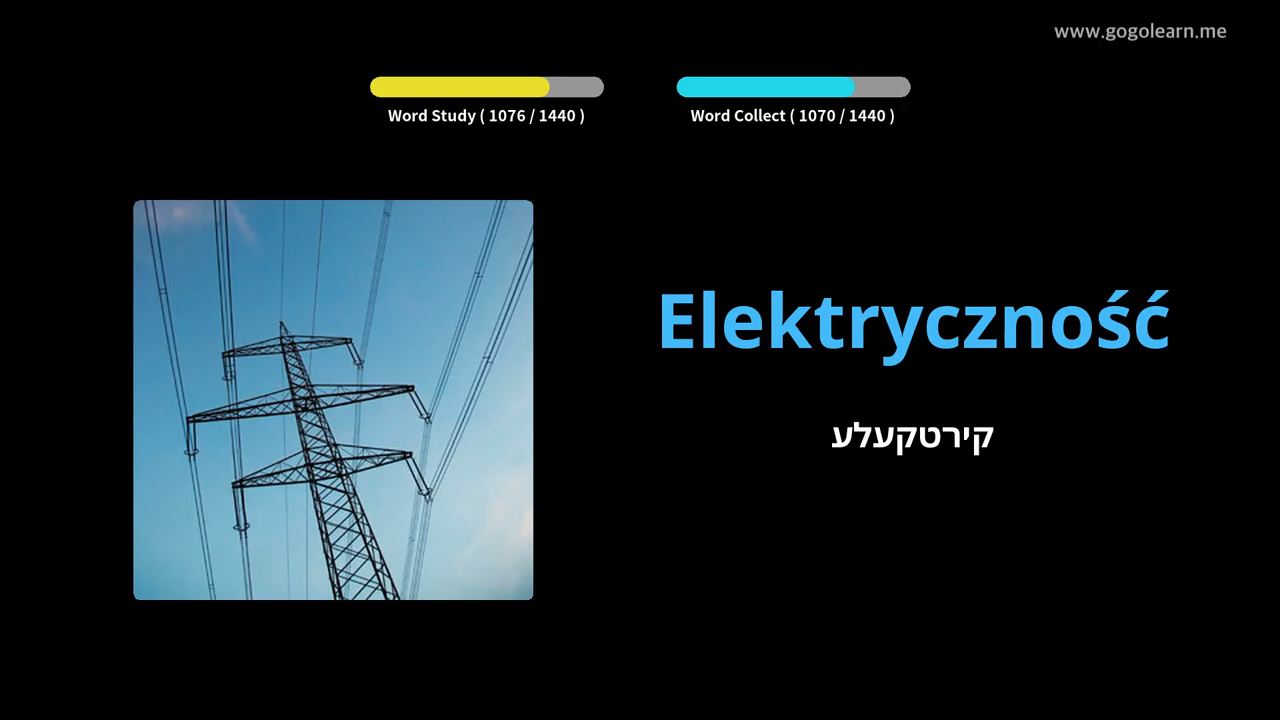 www.gogolearn.me
Word Study ( 1076 / 1440 )
Word Collect ( 1070 / 1440 )
Elektryczność
קירטקעלע